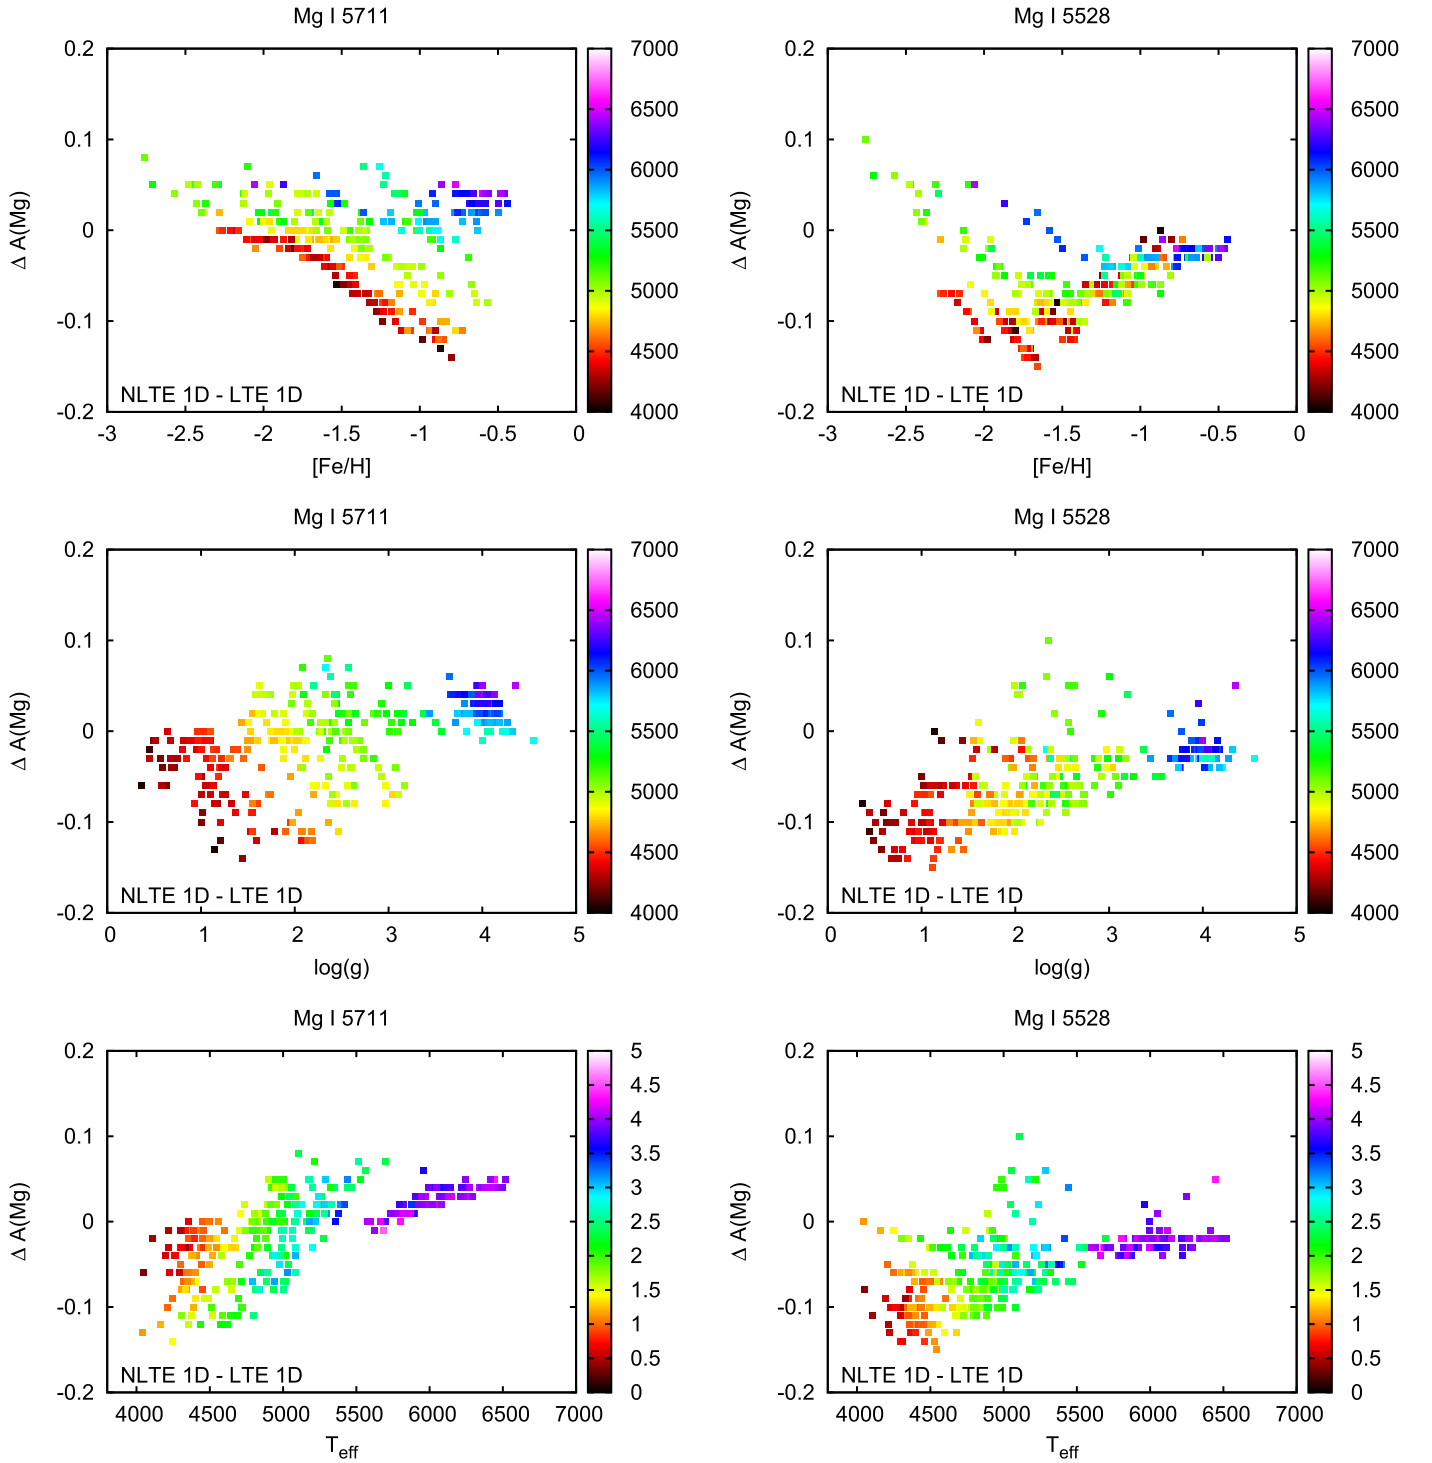 Mg I 5711
0.2
0.1
0
-0.1
-0.2
Δ A(Mg)
NLTE 1D - LTE 1D
-3 -2.5 -2 -1.5 -1 -0.5 0
[Fe/H]
7000
6500
6000
5500
5000
4500
4000
Mg I 5528
0.2
0.1
0
-0.1
-0.2
Δ A(Mg)
NLTE 1D - LTE 1D
-3 -2.5 -2 -1.5 -1 -0.5 0
[Fe/H]
7000
6500
6000
5500
5000
4500
4000
Mg I 5711
0.2
0.1
0
-0.1
-0.2
Δ A(Mg)
NLTE 1D - LTE 1D
0 1 2 3 4 5
log(g)
7000
6500
6000
5500
5000
4500
4000
Mg I 5528
0.2
0.1
0
-0.1
-0.2
Δ A(Mg)
NLTE 1D - LTE 1D
0 1 2 3 4 5
log(g)
7000
6500
6000
5500
5000
4500
4000
Mg I 5711
0.2
0.1
0
-0.1
-0.2
Δ A(Mg)
NLTE 1D - LTE 1D
4000 4500 5000 5500 6000 6500 7000
Teff
5
4.5
4
3.5
3
2.5
2
1.5
1
0.5
0
Mg I 5528
0.2
0.1
0
-0.1
-0.2
Δ A(Mg)
NLTE 1D - LTE 1D
4000 4500 5000 5500 6000 6500 7000
Teff
5
4.5
4
3.5
3
2.5
2
1.5
1
0.5
0